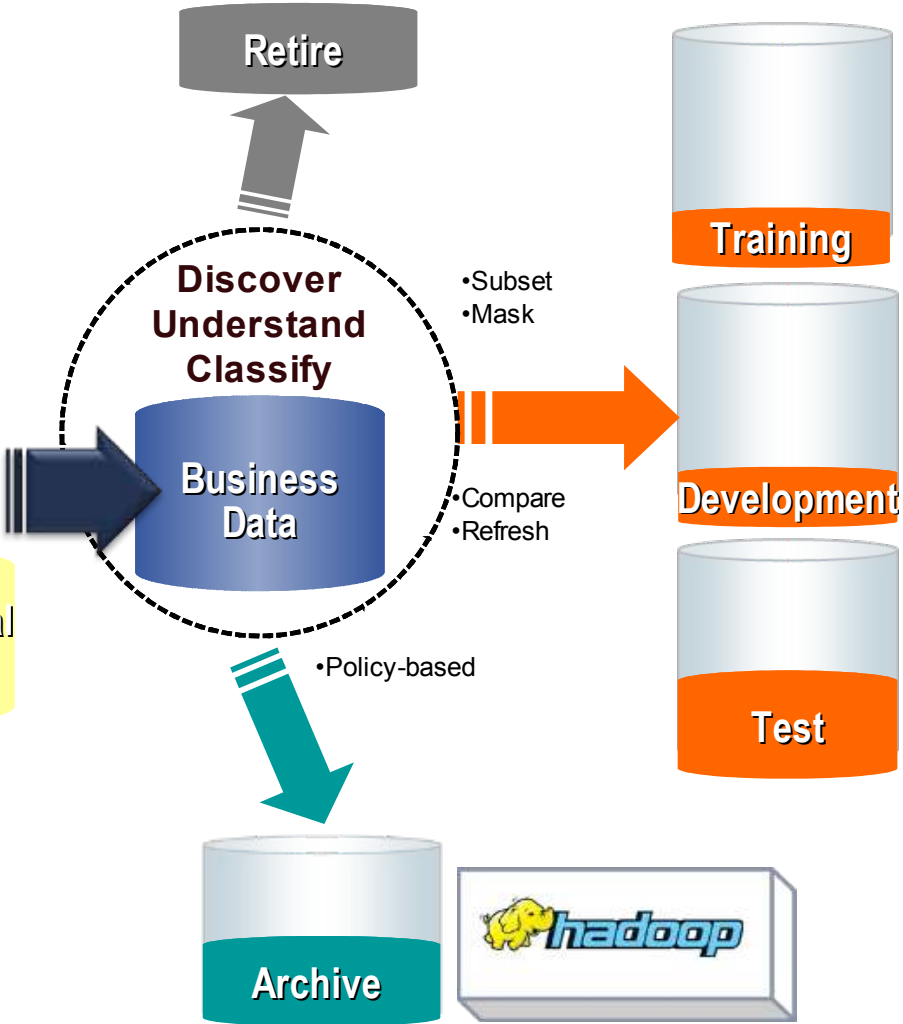 Retire
Training
Discover
Understand
Classify
•Subset
•Mask
Business
Data
Development
•Compare
•Refresh
•Policy-based
Test
Archive
hadoop